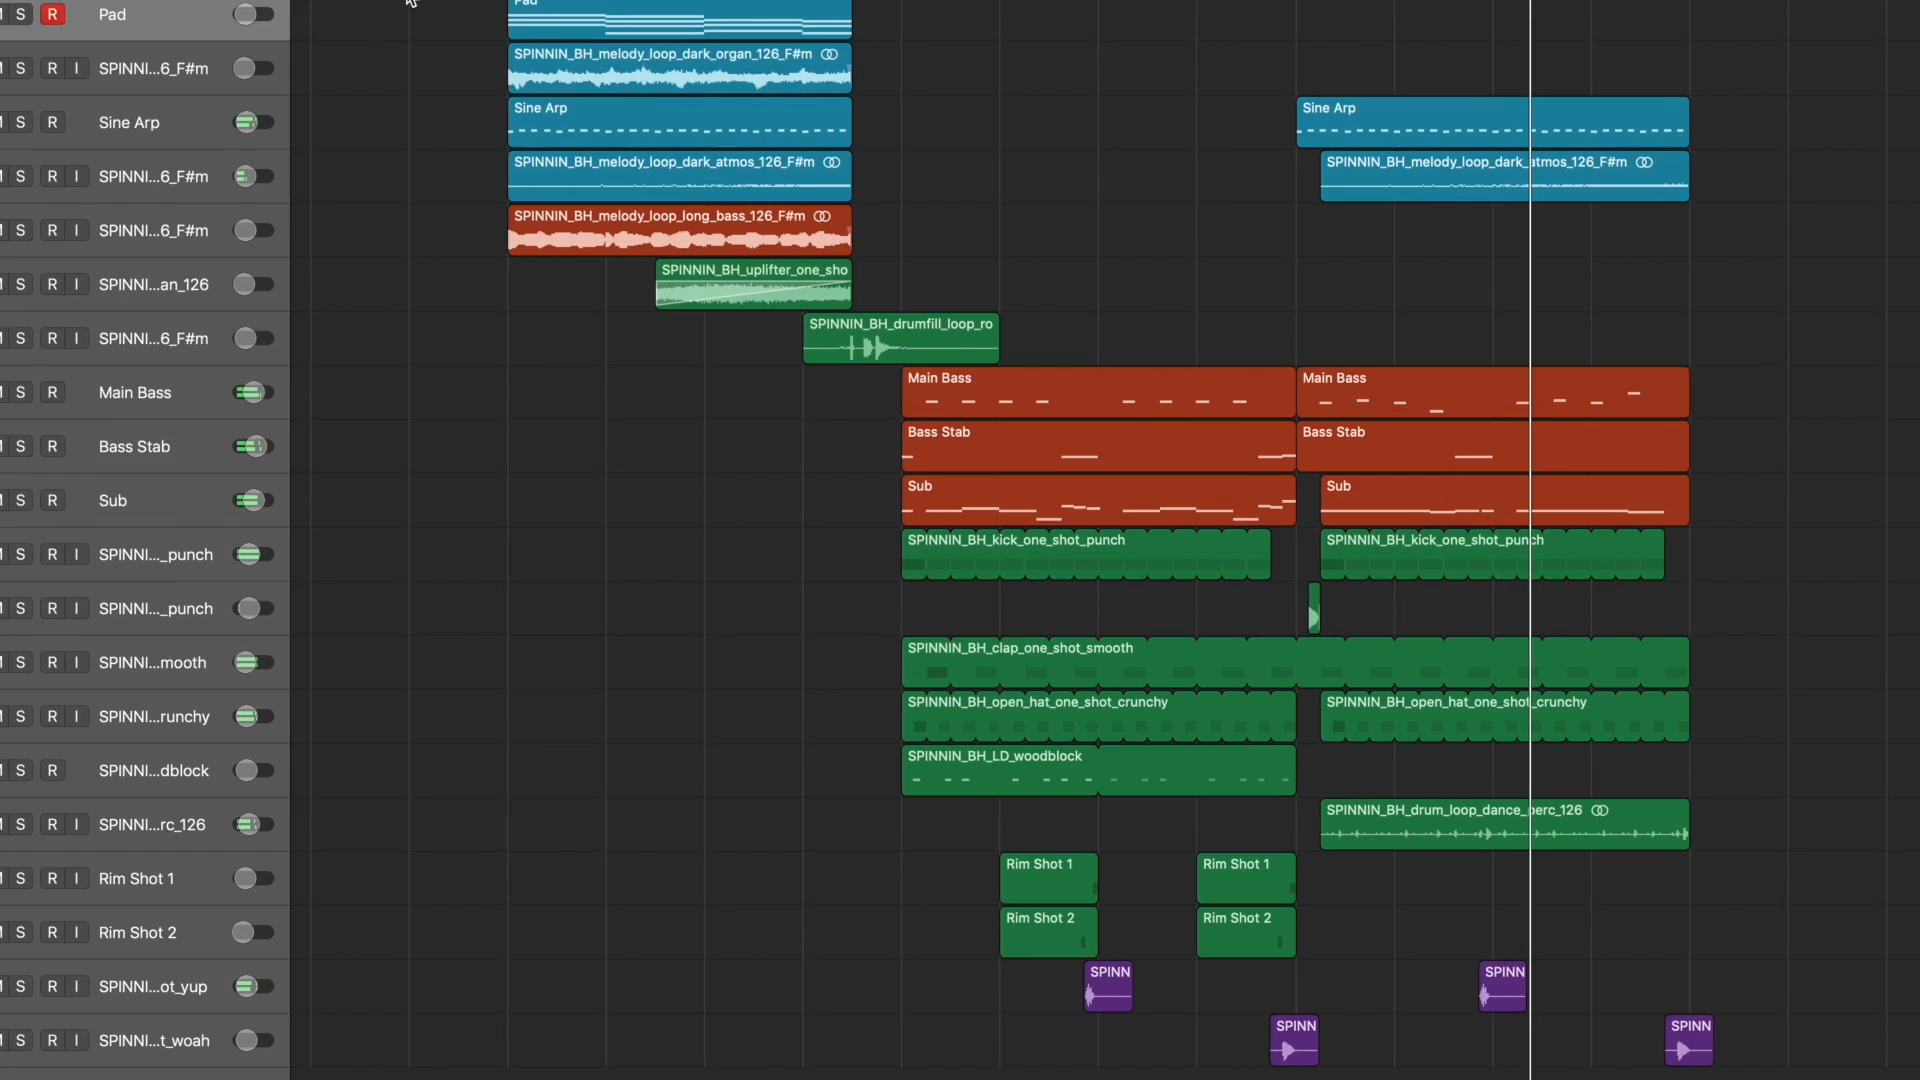 S R Pad Pad
S R I SPINNI...6_F#m SPINNIN_BH_melody_loop_dark_organ_126_F#m
S R Sine Arp Sine Arp Sine Arp
S R I SPINNI...6_F#m SPINNIN_BH_melody_loop_dark_atmos_126_F#m SPINNIN_BH_melody_loop_dark_atmos_126_F#m
S R I SPINNI...6_F#m SPINNIN_BH_melody_loop_long_bass_126_F#m
S R I SPINNI...an_126 SPINNIN_BH_uplifter_one_sho
S R I SPINNI...6_F#m SPINNIN_BH_drumfill_loop_ro
S R Main Bass Main Bass Main Bass
S R Bass Stab Bass Stab Bass Stab
S R Sub Sub Sub
S R I SPINNI..._punch SPINNIN_BH_kick_one_shot_punch SPINNIN_BH_kick_one_shot_punch
S R I SPINNI..._punch
S R I SPINNI...mooth SPINNIN_BH_clap_one_shot_smooth
S R I SPINNI...runchy SPINNIN_BH_open_hat_one_shot_crunchy SPINNIN_BH_open_hat_one_shot_crunchy
S R SPINNI...dblock SPINNIN_BH_LD_woodblock
S R I SPINNI...rc_126 SPINNIN_BH_drum_loop_dance_perc_126
S R I Rim Shot 1 Rim Shot 1 Rim Shot 1
S R I Rim Shot 2 Rim Shot 2 Rim Shot 2
S R I SPINNI...ot_yup SPINN SPINN
S R I SPINNI...t_woah SPINN SPINN